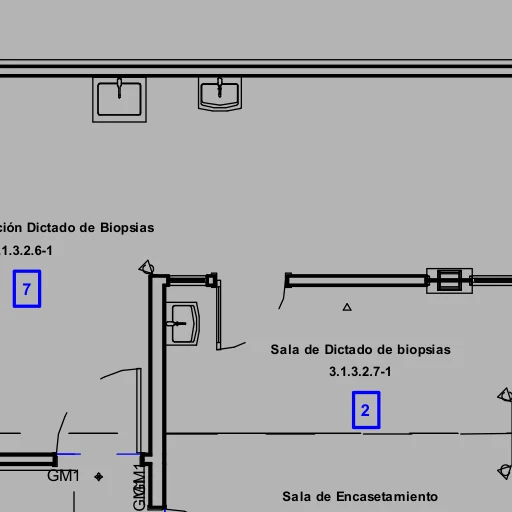 ción Dictado de Biopsias
.1.3.2.6-1
7
Sala de Dictado de biopsias
3.1.3.2.7-1
2
GM1
GM1
Sala de Encasetamiento